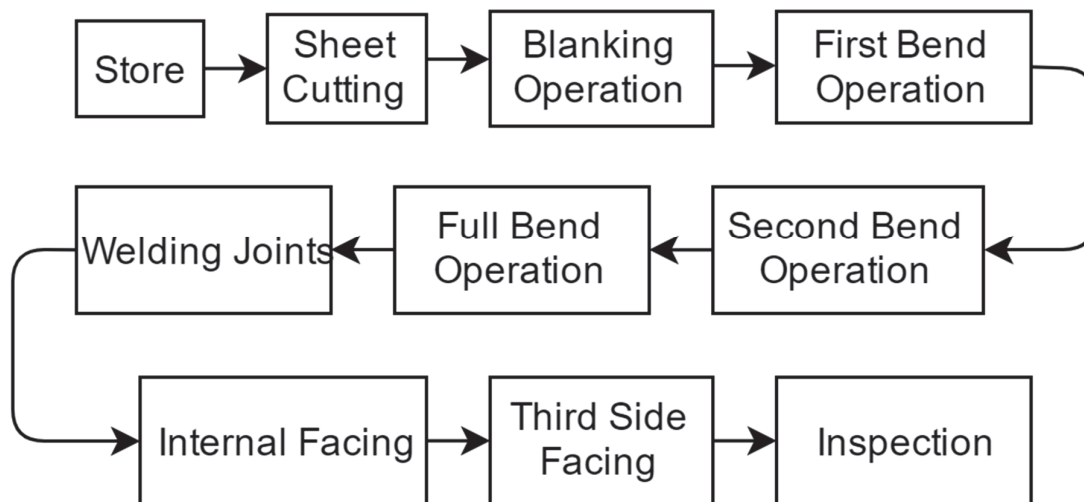 Store
Sheet
Cutting
Blanking
Operation
First Bend
Operation
Second Bend
Operation
Full Bend
Operation
Welding Joints
Internal Facing
Third Side
Facing
Inspection